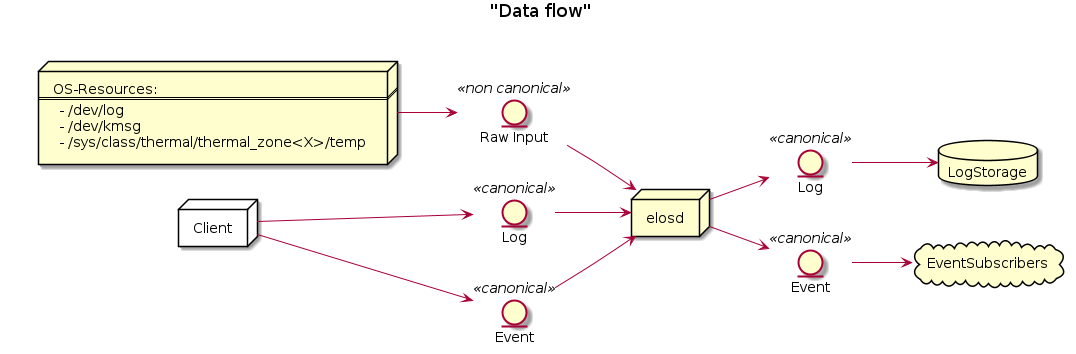 "Data flow"
OS-Resources:
- /dev/log
- /dev/kmsg
- /sys/class/thermal/thermal_zone<X>/temp
«non canonical»
Raw Input
Client
«canonical»
Log
«canonical»
Event
elosd
«canonical»
Log
«canonical»
Event
LogStorage
EventSubscribers